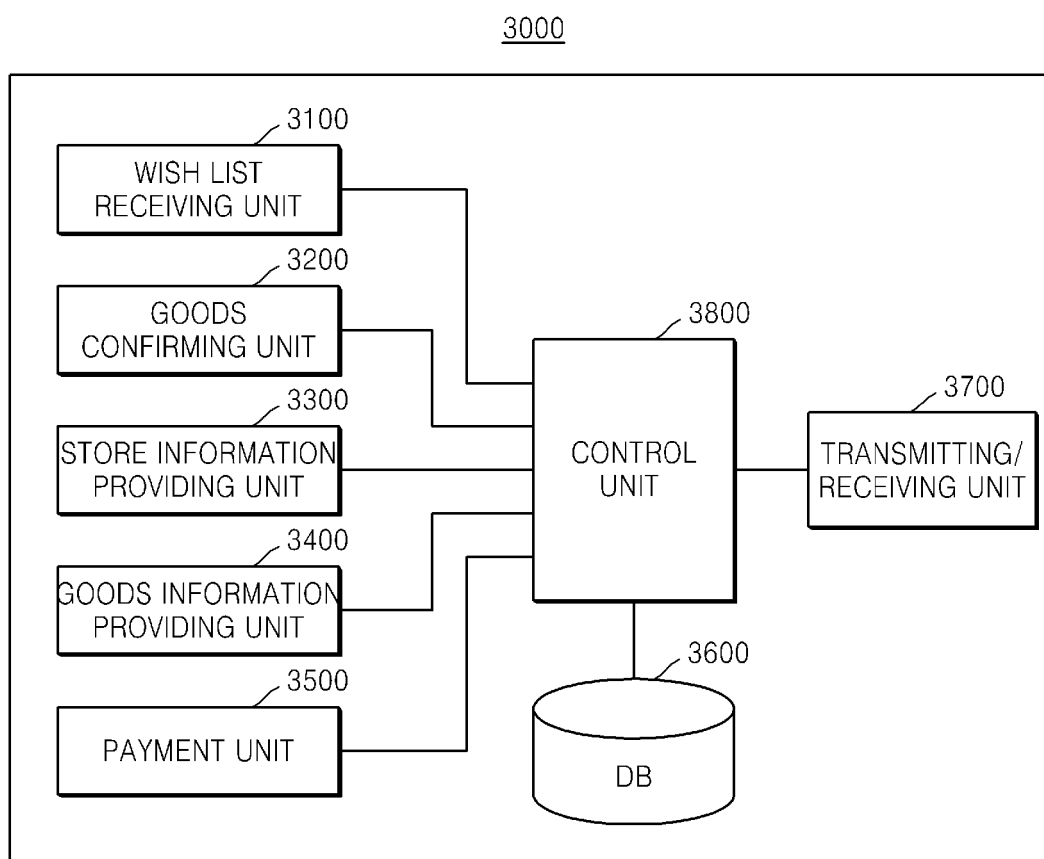 3000
3100
WISH LIST
RECEIVING UNIT
3200
GOODS
CONFIRMING UNIT
3300
STORE INFORMATION
PROVIDING UNIT
3400
GOODS INFORMATION
PROVIDING UNIT
3500
PAYMENT UNIT
3800
CONTROL
UNIT
3700
TRANSMITTING/
RECEIVING UNIT
3600
DB